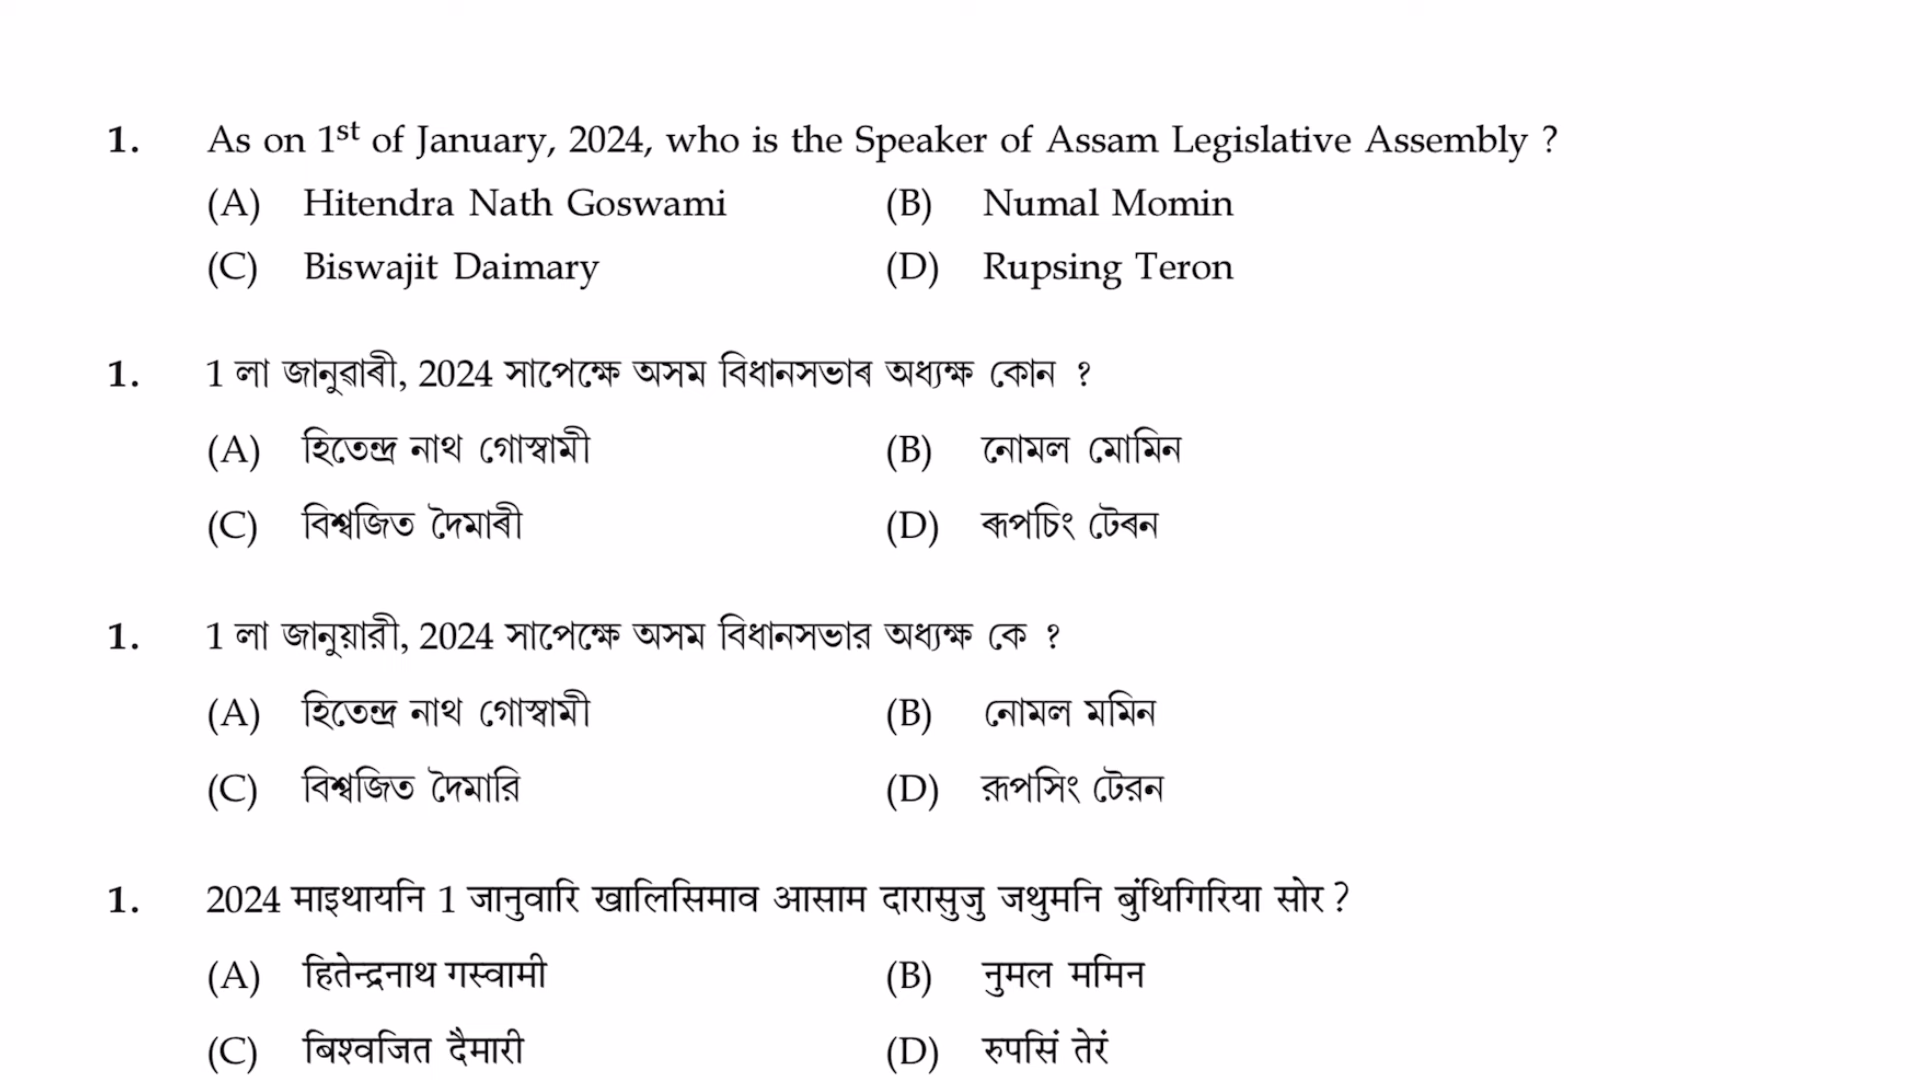 1. As on 1st of January, 2024, who is the Speaker of Assam Legislative Assembly ?
(A) Hitendra Nath Goswami (B) Numal Momin
(C) Biswajit Daimary (D) Rupsing Teron
1. 1 লা জানুৱাৰী, 2024 সাপেক্ষে অসম বিধানসভাৰ অধ্যক্ষ কোন ?
(A) হিতেন্দ্ৰ নাথ গোস্বামী (B) নোমল মোমিন
(C) বিশ্বজিত দৈমাৰী (D) ৰূপচিং টেৰন
1. 1 লা জানুয়ারী, 2024 সাপেক্ষে অসম বিধানসভার অধ্যক্ষ কে ?
(A) হিতেন্দ্র নাথ গোস্বামী (B) নোমল মমিন
(C) বিশ্বজিত দৈমারি (D) রূপসিং টেরন
1. 2024 माइथायनि 1 जानुवारि खालिसिमाव आसाम दारासुजु जथुमनि बुंथिगिरिया सोर ?
(A) हितेन्द्रनाथ गस्वामी (B) नुमल ममिन
(C) बिश्वजित दैमारी (D) रुपसिं तेरं